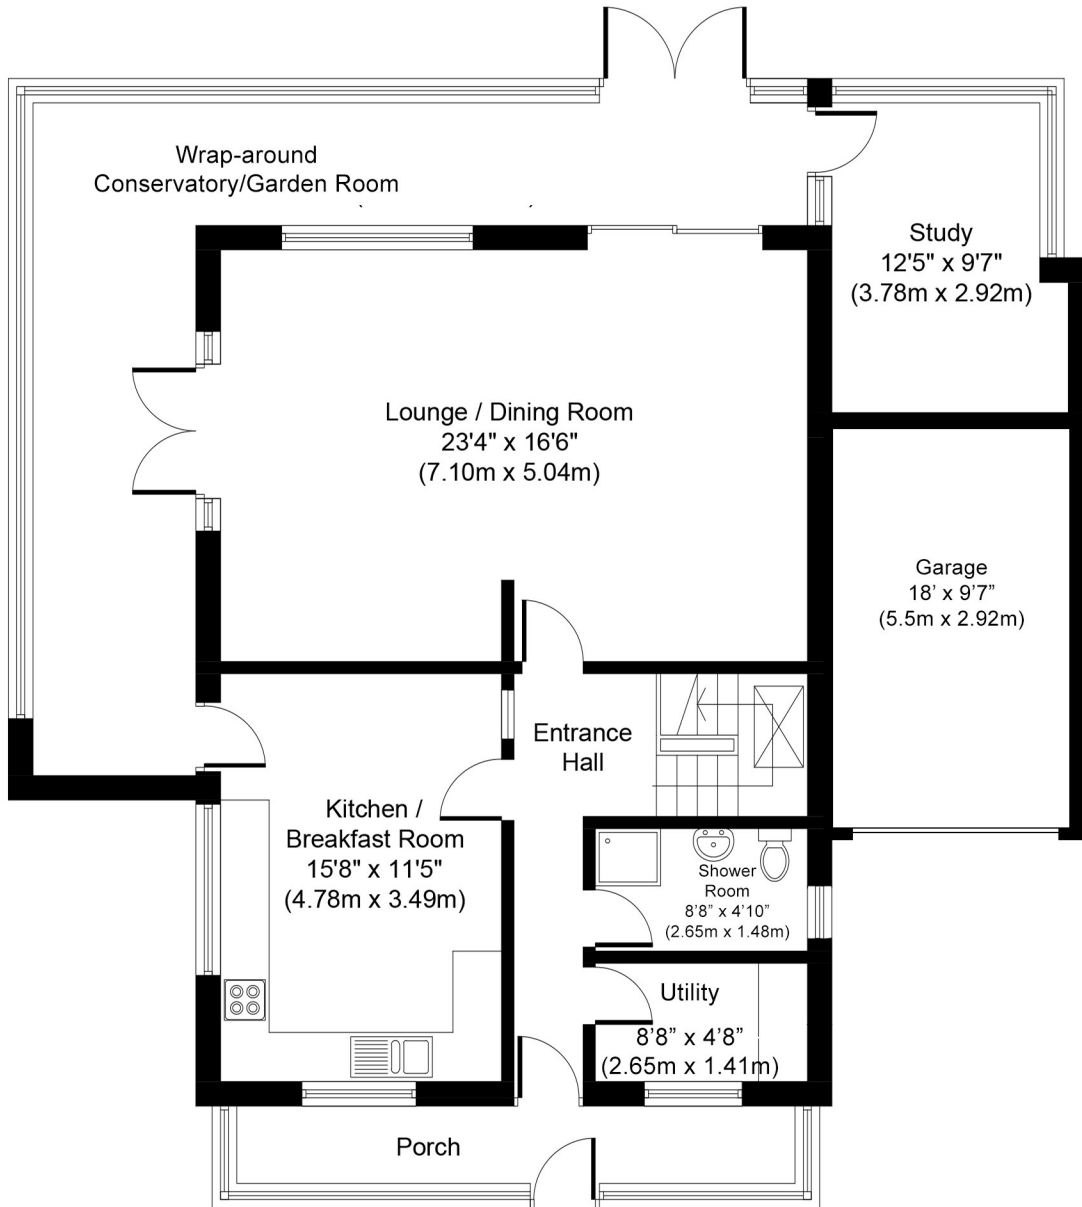 Wrap-around
Conservatory/Garden Room
Study
12'5" x 9'7"
(3.78m x 2.92m)
Lounge / Dining Room
23'4" x 16'6"
(7.10m x 5.04m)
Garage
18’ x 9’7”
(5.5m x 2.92m)
Entrance
Hall
Kitchen /
Breakfast Room
15'8" x 11'5"
(4.78m x 3.49m)
Shower
Room
8’8” x 4’10”
(2.65m x 1.48m)
Utility
8’8” x 4’8”
(2.65m x 1.41m)
Porch